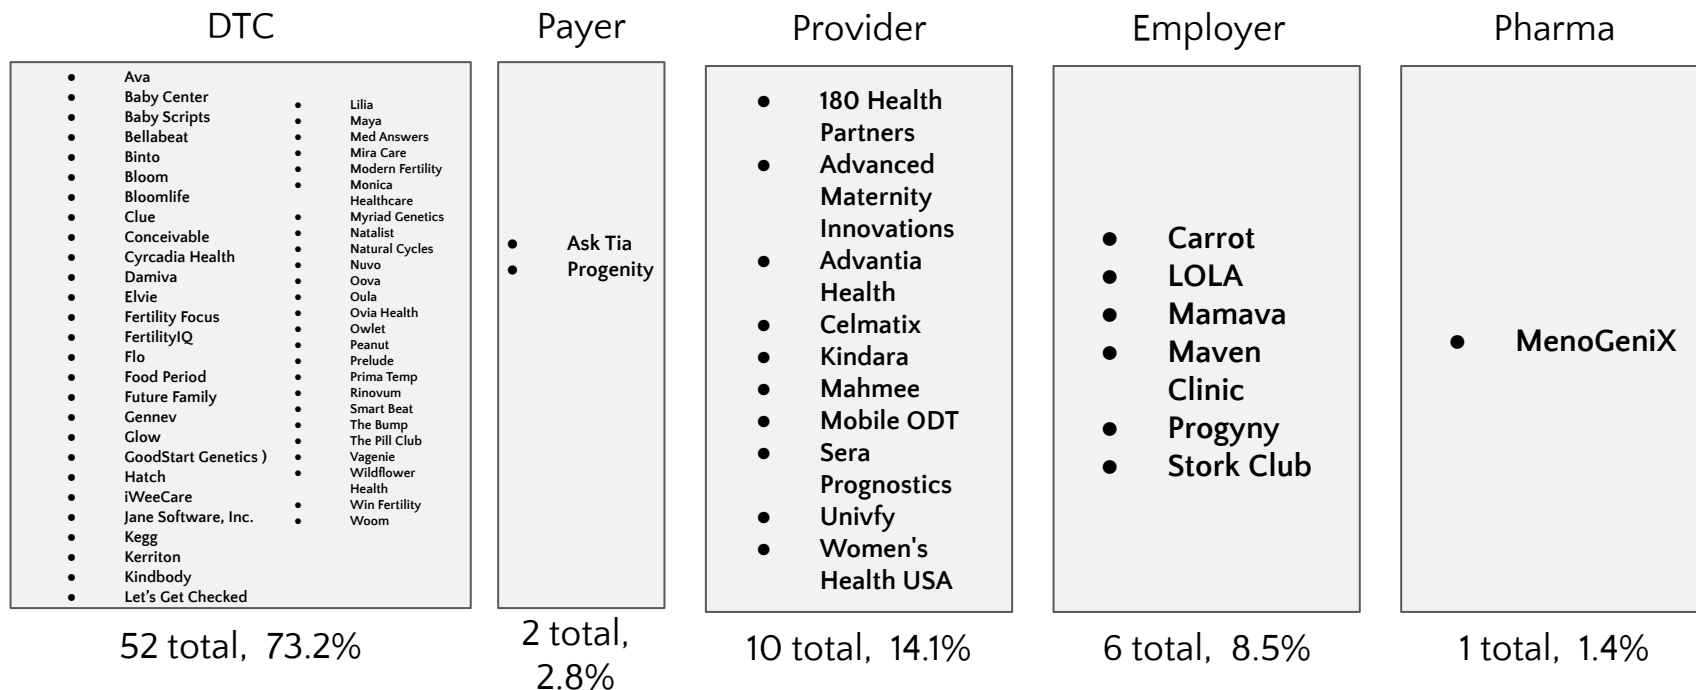 DTC
● Ava
● Baby Center
● Baby Scripts
● Bellabeat
● Binto
● Bloom
● Bloomlife
● Clue
● Conceivable
● Cyrcadia Health
● Damiva
● Elvie
● Fertility Focus
● FertilityIQ
● Flo
● Food Period
● Future Family
● Gennev
● Glow
● GoodStart Genetics )
● Hatch
● iWeeCare
● Jane Software, Inc.
● Kegg
● Kerriton
● Kindbody
● Let's Get Checked
● Lilia
● Maya
● Med Answers
● Mira Care
● Modern Fertility
● Monica
Healthcare
● Myriad Genetics
● Natalist
● Natural Cycles
● Nuvo
● Oova
● Oula
● Ovia Health
● Owlet
● Peanut
● Prelude
● Prima Temp
● Rinovum
● Smart Beat
● The Bump
● The Pill Club
● Vagenie
● Wildflower
Health
● Win Fertility
● Woom
52 total, 73.2%
Payer
● Ask Tia
● Progenity
2 total,
2.8%
Provider
● 180 Health
Partners
● Advanced
Maternity
Innovations
● Advantia
Health
● Celmatix
● Kindara
● Mahmee
● Mobile ODT
● Sera
Prognostics
● Univfy
● Women's
Health USA
10 total, 14.1%
Employer
● Carrot
● LOLA
● Mamava
● Maven
Clinic
● Progyny
● Stork Club
6 total, 8.5%
Pharma
● MenoGeniX
1 total, 1.4%